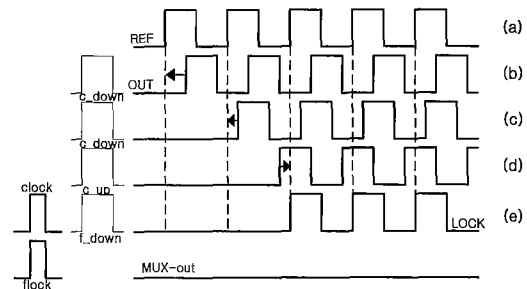 REF
(a)
OUT
(b)
c_down
(c)
c_down
(d)
clock
c_up
(e)
LOCK
f_down
MUX-out
flock